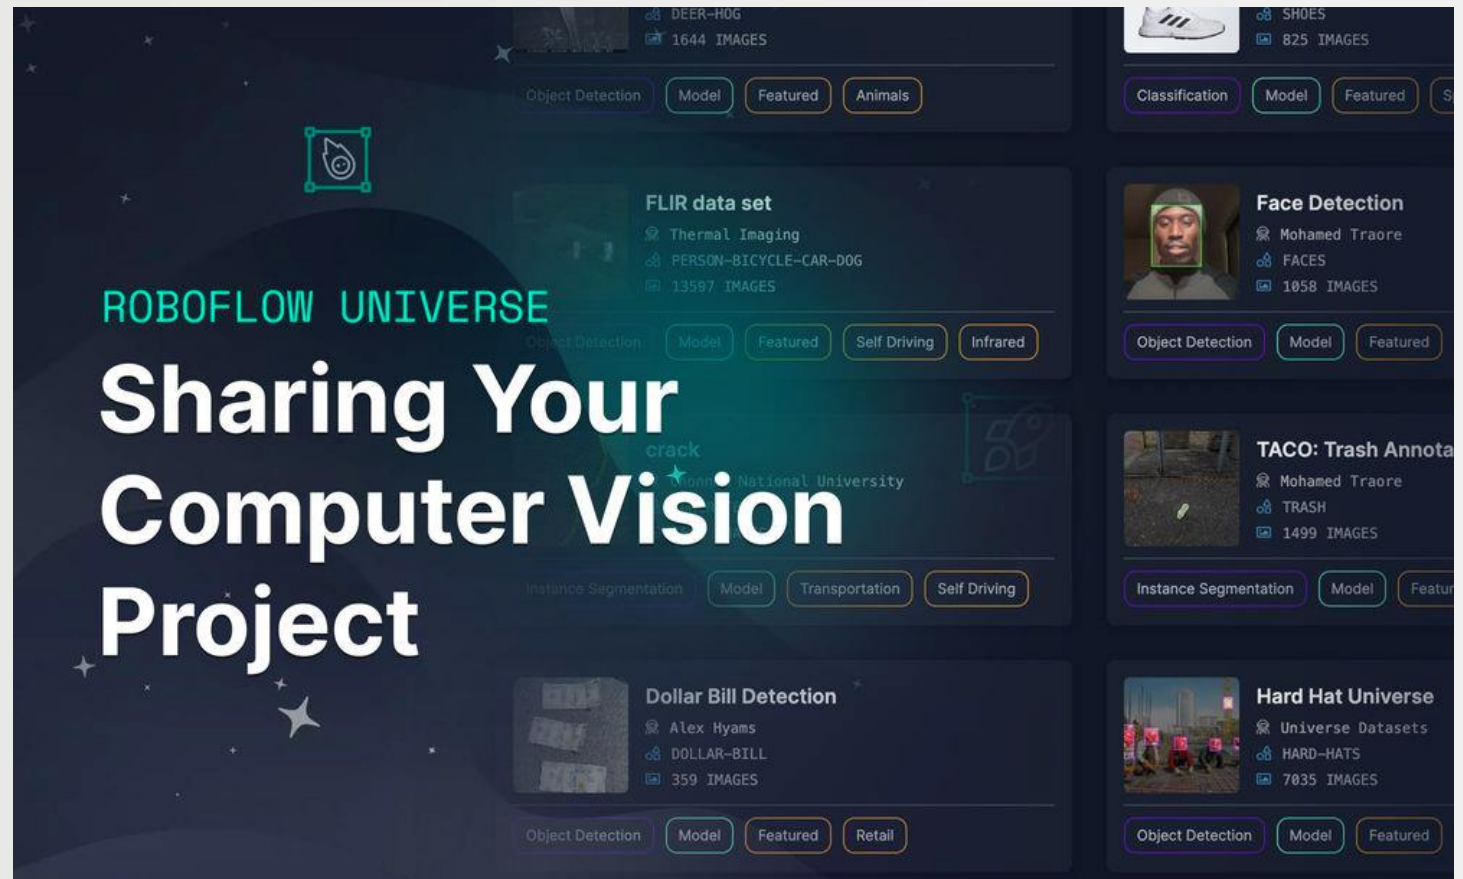 DEER-HOG
1644 IMAGES
Object Detection Model Featured Animals
SHOES
825 IMAGES
Classification Model Featured
ROBOFLOW UNIVERSE
Sharing Your
Computer Vision
Project
FLIR data set
Thermal Imaging
PERSON-BICYCLE-CAR-DOG
13597 IMAGES
Object Detection Model Featured Self Driving Infrared
Face Detection
Mohamed Traore
FACES
1058 IMAGES
Object Detection Model Featured
crack
National University
Instance Segmentation Model Transportation Self Driving
TACO: Trash Annota
Mohamed Traore
TRASH
1499 IMAGES
Instance Segmentation Model Featur
Dollar Bill Detection
Alex Hyams
DOLLAR-BILL
359 IMAGES
Object Detection Model Featured Retail
Hard Hat Universe
Universe Datasets
HARD-HATS
7035 IMAGES
Object Detection Model Featured